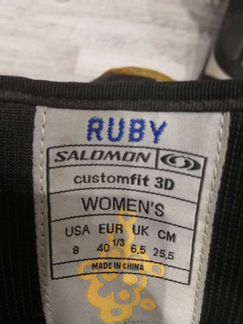 RUBY
SALOMON
customfit 3D
WOMEN'S
USA EUR UK CM
8 40 1/3 6.5 25.5
MADE IN CHINA